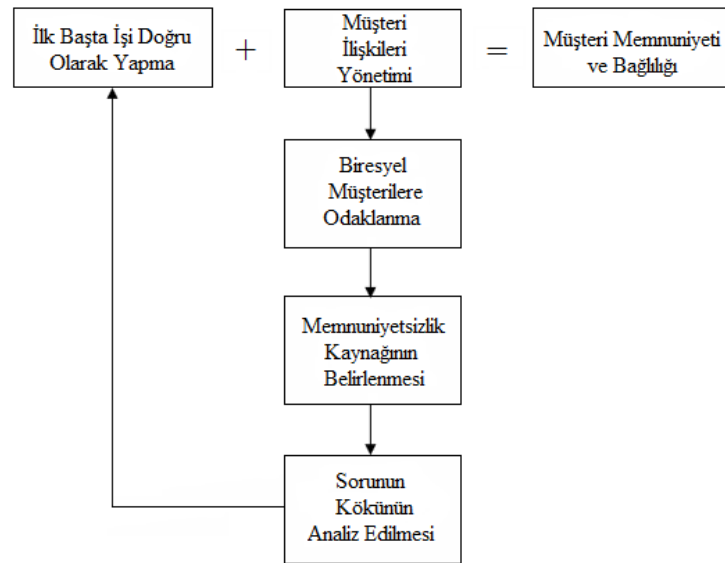 İlk Başta İşi Doğru
Olarak Yapma
+
Müşteri
İlişkileri
Yönetimi
=
Müşteri Memnuniyeti
ve Bağlılığı
Biresyel
Müşterilere
Odaklanma
Memnuniyetsizlik
Kaynağının
Belirlenmesi
Sorunun
Kökünün
Analiz Edilmesi